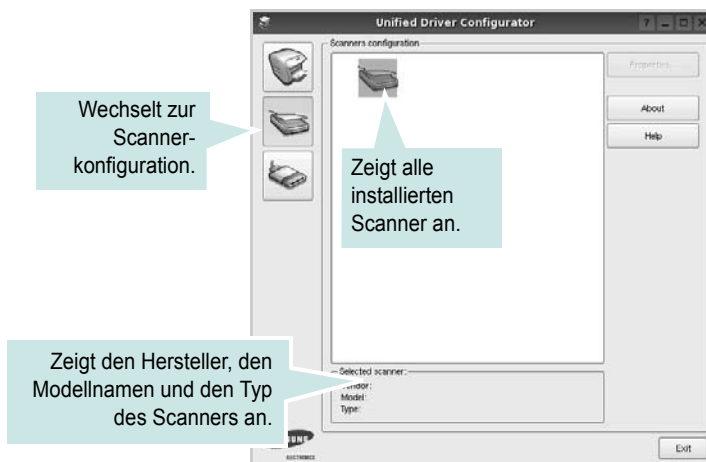 Unified Driver Configurator
Scanners configuration
Properties...
About
Help
Wechselt zur
Scanner-
konfiguration.
Zeigt alle
installierten
Scanner an.
Zeigt den Hersteller, den
Modellnamen und den Typ
des Scanners an.
Selected scanner:
Model:
Type:
ELECTRONICS
Exit